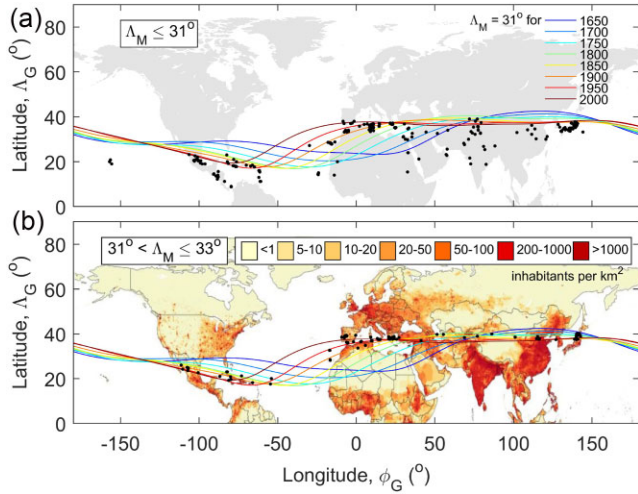 (a)
Λ_M ≤ 31°
Λ_M = 31° for
1650
1700
1750
1800
1850
1900
1950
2000
80
60
40
20
0
Latitude, Λ_G (°)
(b)
31° < Λ_M ≤ 33°
<1 5-10 10-20 20-50 50-100 200-1000 >1000
inhabitants per km²
80
60
40
20
0
Latitude, Λ_G (°)
-150 -100 -50 0 50 100 150
Longitude, ϕ_G (°)